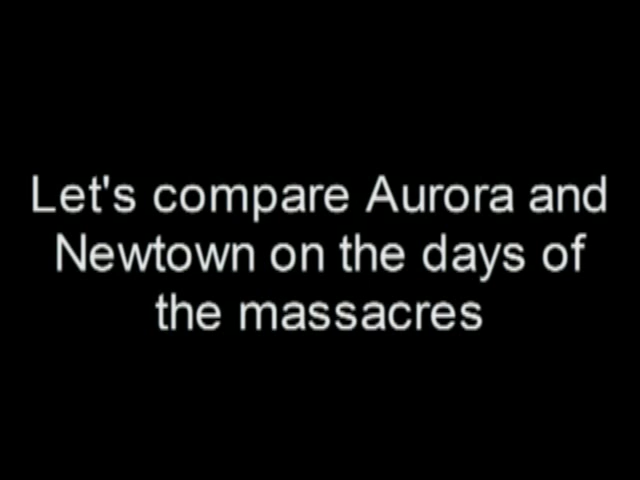 Let's compare Aurora and
Newtown on the days of
the massacres